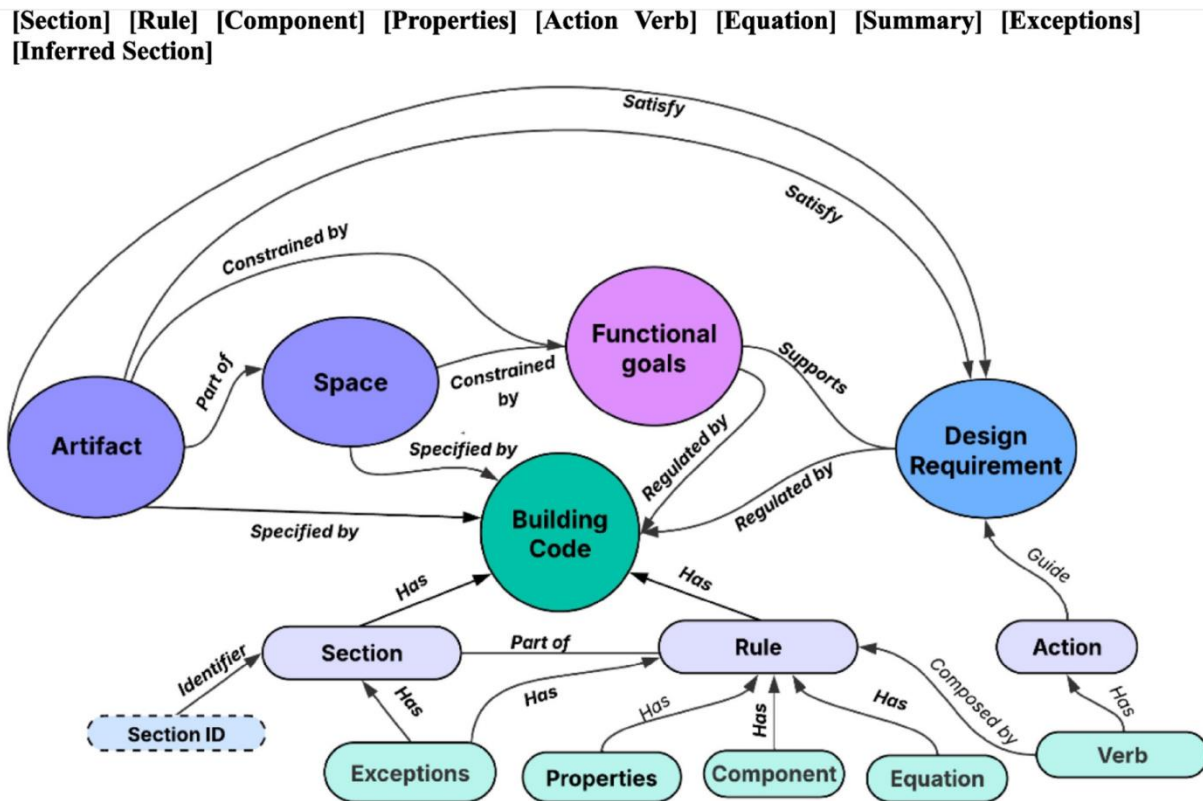 [Section] [Rule] [Component] [Properties] [Action Verb] [Equation] [Summary] [Exceptions]
[Inferred Section]
Satisfy
Satisfy
Constrained by
Functional
goals
Part of
Space
Constrained
by
Supports
Artifact
Specified by
Regulated by
Design
Requirement
Specified by
Building
Code
Regulated by
Has
Has
Guide
Identifier
Section
Part of
Rule
Action
Section ID
Has
Has
Has
Has
Has
Composed by
Has
Exceptions
Properties
Component
Equation
Verb